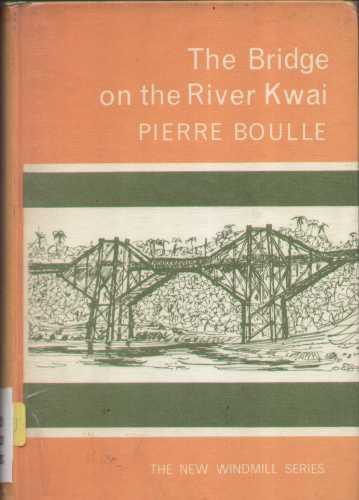 The Bridge
on the River Kwai
PIERRE BOULLE
THE NEW WINDMILL SERIES